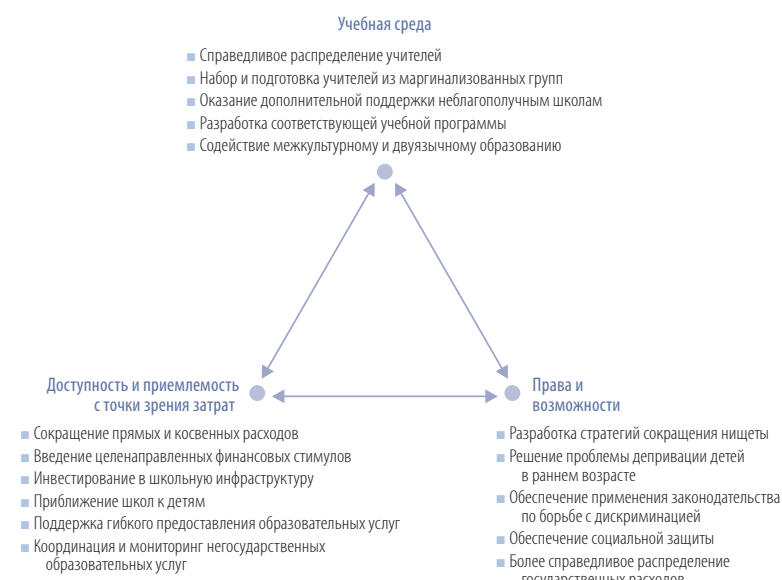 Учебная среда
■ Справедливое распределение учителей
■ Набор и подготовка учителей из маргинализованных групп
■ Оказание дополнительной поддержки неблагополучным школам
■ Разработка соответствующей учебной программы
■ Содействие межкультурному и двуязычному образованию
Доступность и приемлемость
с точки зрения затрат
■ Сокращение прямых и косвенных расходов
■ Введение целенаправленных финансовых стимулов
■ Инвестирование в школьную инфраструктуру
■ Приближение школ к детям
■ Поддержка гибкого предоставления образовательных услуг
■ Координация и мониторинг негосударственных
образовательных услуг
Права и
возможности
■ Разработка стратегий сокращения нищеты
■ Решение проблемы депривации детей
в раннем возрасте
■ Обеспечение применения законодательства
по борьбе с дискриминацией
■ Обеспечение социальной защиты
■ Более справедливое распределение
государственных расходов